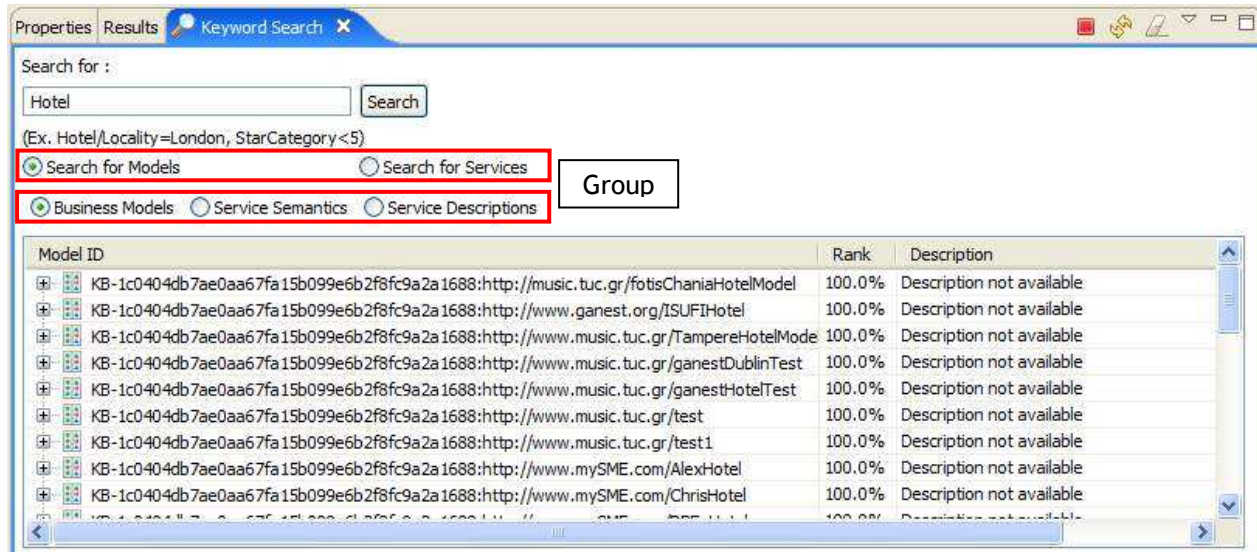 Properties Results Keyword Search
Search for :
Hotel Search
(Ex. Hotel/Locality=London, StarCategory<5)
Search for Models Search for Services
Group
Business Models Service Semantics Service Descriptions
Model ID Rank Description
KB-1c0404db7ae0aa67fa15b099e6b2f8fc9a2a1688:http://music.tuc.gr/fotisChaniaHotelModel 100.0% Description not available
KB-1c0404db7ae0aa67fa15b099e6b2f8fc9a2a1688:http://www.ganest.org/ISUFIHotel 100.0% Description not available
KB-1c0404db7ae0aa67fa15b099e6b2f8fc9a2a1688:http://www.music.tuc.gr/TampereHotelMode 100.0% Description not available
KB-1c0404db7ae0aa67fa15b099e6b2f8fc9a2a1688:http://www.music.tuc.gr/ganestDublinTest 100.0% Description not available
KB-1c0404db7ae0aa67fa15b099e6b2f8fc9a2a1688:http://www.music.tuc.gr/ganestHotelTest 100.0% Description not available
KB-1c0404db7ae0aa67fa15b099e6b2f8fc9a2a1688:http://www.music.tuc.gr/test 100.0% Description not available
KB-1c0404db7ae0aa67fa15b099e6b2f8fc9a2a1688:http://www.music.tuc.gr/test1 100.0% Description not available
KB-1c0404db7ae0aa67fa15b099e6b2f8fc9a2a1688:http://www.mySME.com/AlexHotel 100.0% Description not available
KB-1c0404db7ae0aa67fa15b099e6b2f8fc9a2a1688:http://www.mySME.com/ChrisHotel 100.0% Description not available